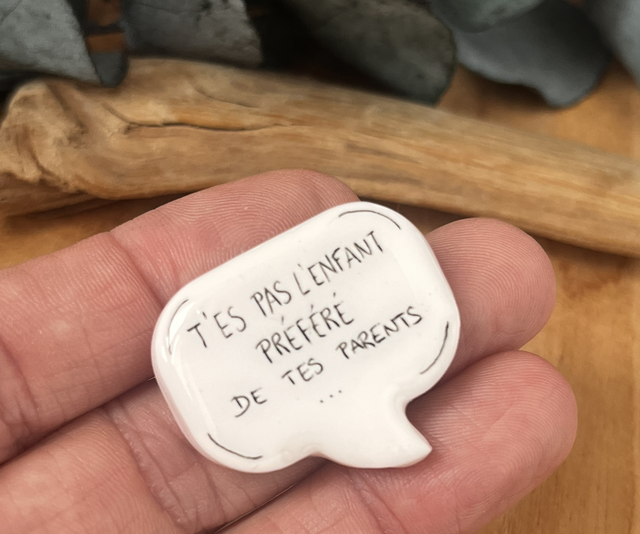 T'ES PAS L'ENFANT
PRÉFÉRÉ
DE TES PARENTS
...